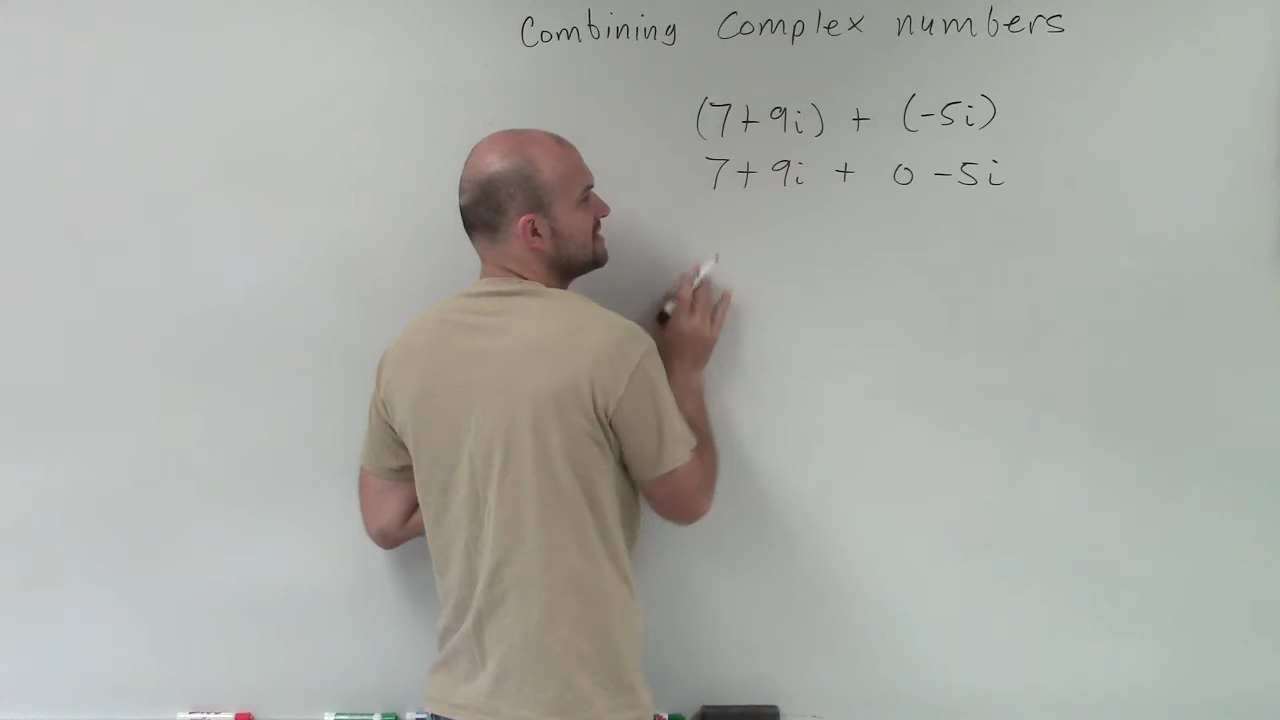 Combining Complex numbers
(7+9i) + (-5i)
7+9i + 0-5i